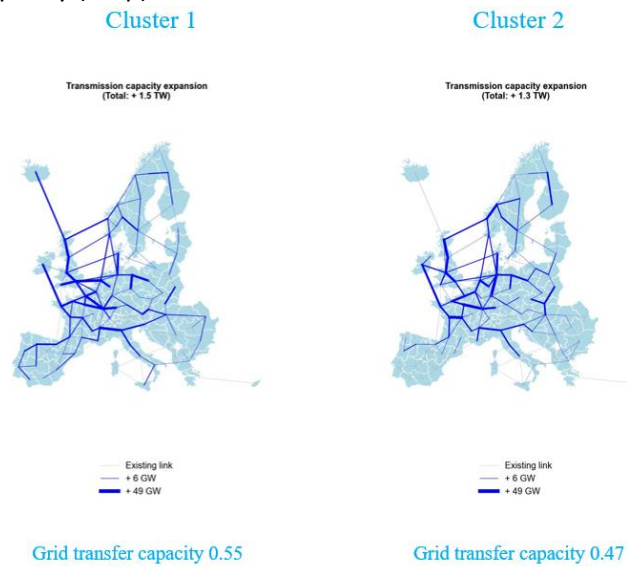 Cluster 1
Cluster 2
Transmission capacity expansion
(Total: + 1.5 TW)
Transmission capacity expansion
(Total: + 1.3 TW)
Existing link
+ 6 GW
+ 49 GW
Existing link
+ 6 GW
+ 49 GW
Grid transfer capacity 0.55
Grid transfer capacity 0.47